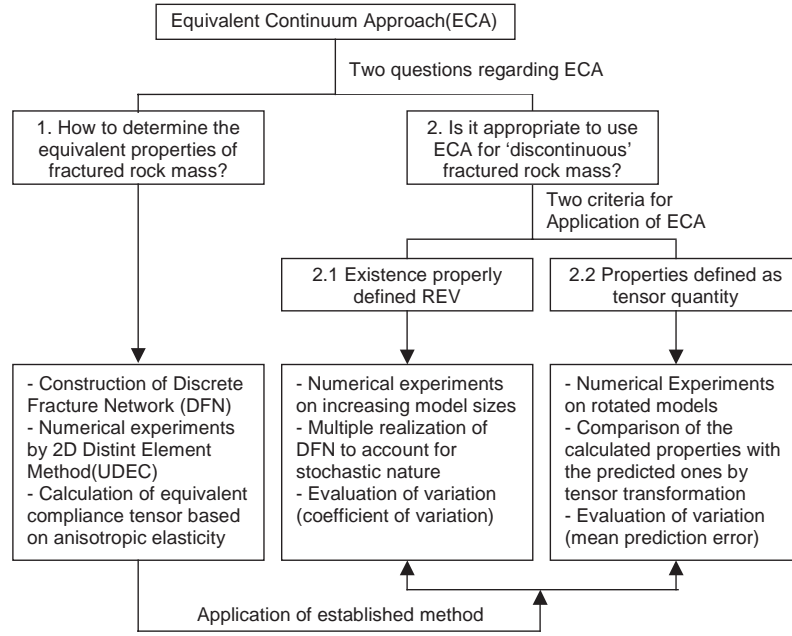 Equivalent Continuum Approach(ECA)
Two questions regarding ECA
1. How to determine the
equivalent properties of
fractured rock mass?
2. Is it appropriate to use
ECA for ‘discontinuous’
fractured rock mass?
Two criteria for
Application of ECA
2.1 Existence properly
defined REV
2.2 Properties defined as
tensor quantity
- Construction of Discrete
Fracture Network (DFN)
- Numerical experiments
by 2D Distint Element
Method(UDEC)
- Calculation of equivalent
compliance tensor based
on anisotropic elasticity
- Numerical experiments
on increasing model sizes
- Multiple realization of
DFN to account for
stochastic nature
- Evaluation of variation
(coefficient of variation)
- Numerical Experiments
on rotated models
- Comparison of the
calculated properties with
the predicted ones by
tensor transformation
- Evaluation of variation
(mean prediction error)
Application of established method